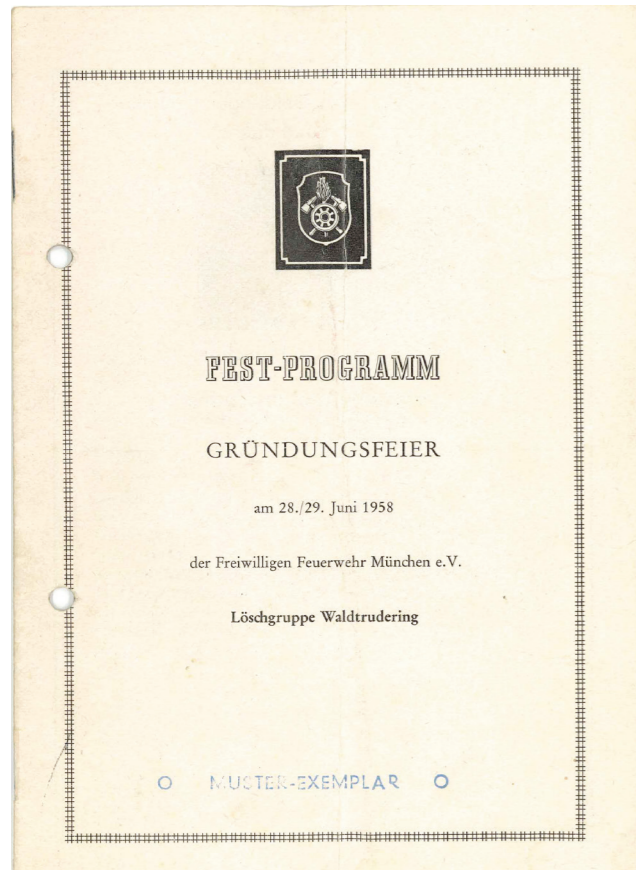 FEST-PROGRAMM
GRÜNDUNGSFEIER
am 28./29. Juni 1958
der Freiwilligen Feuerwehr München e.V.
Löschgruppe Waldtrudering
O MUSTER-EXEMPLAR O